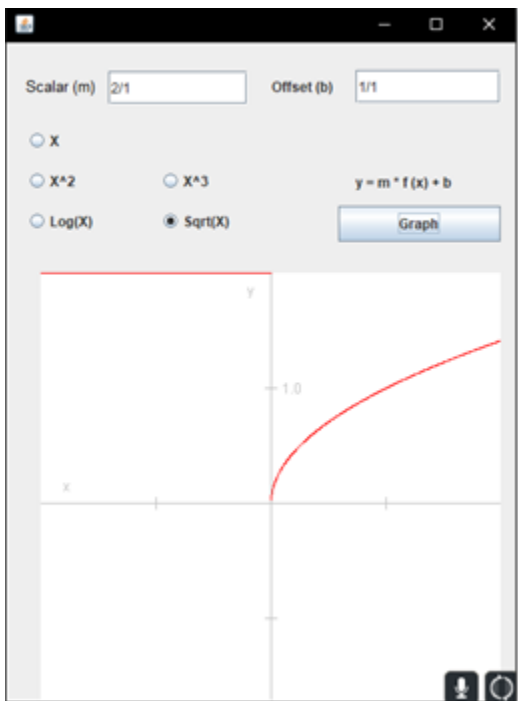 Scalar (m) 2/1 Offset (b) 1/1
X
X^2 X^3 y = m * f (x) + b
Log(X) Sqrt(X) Graph
y
1.0
x